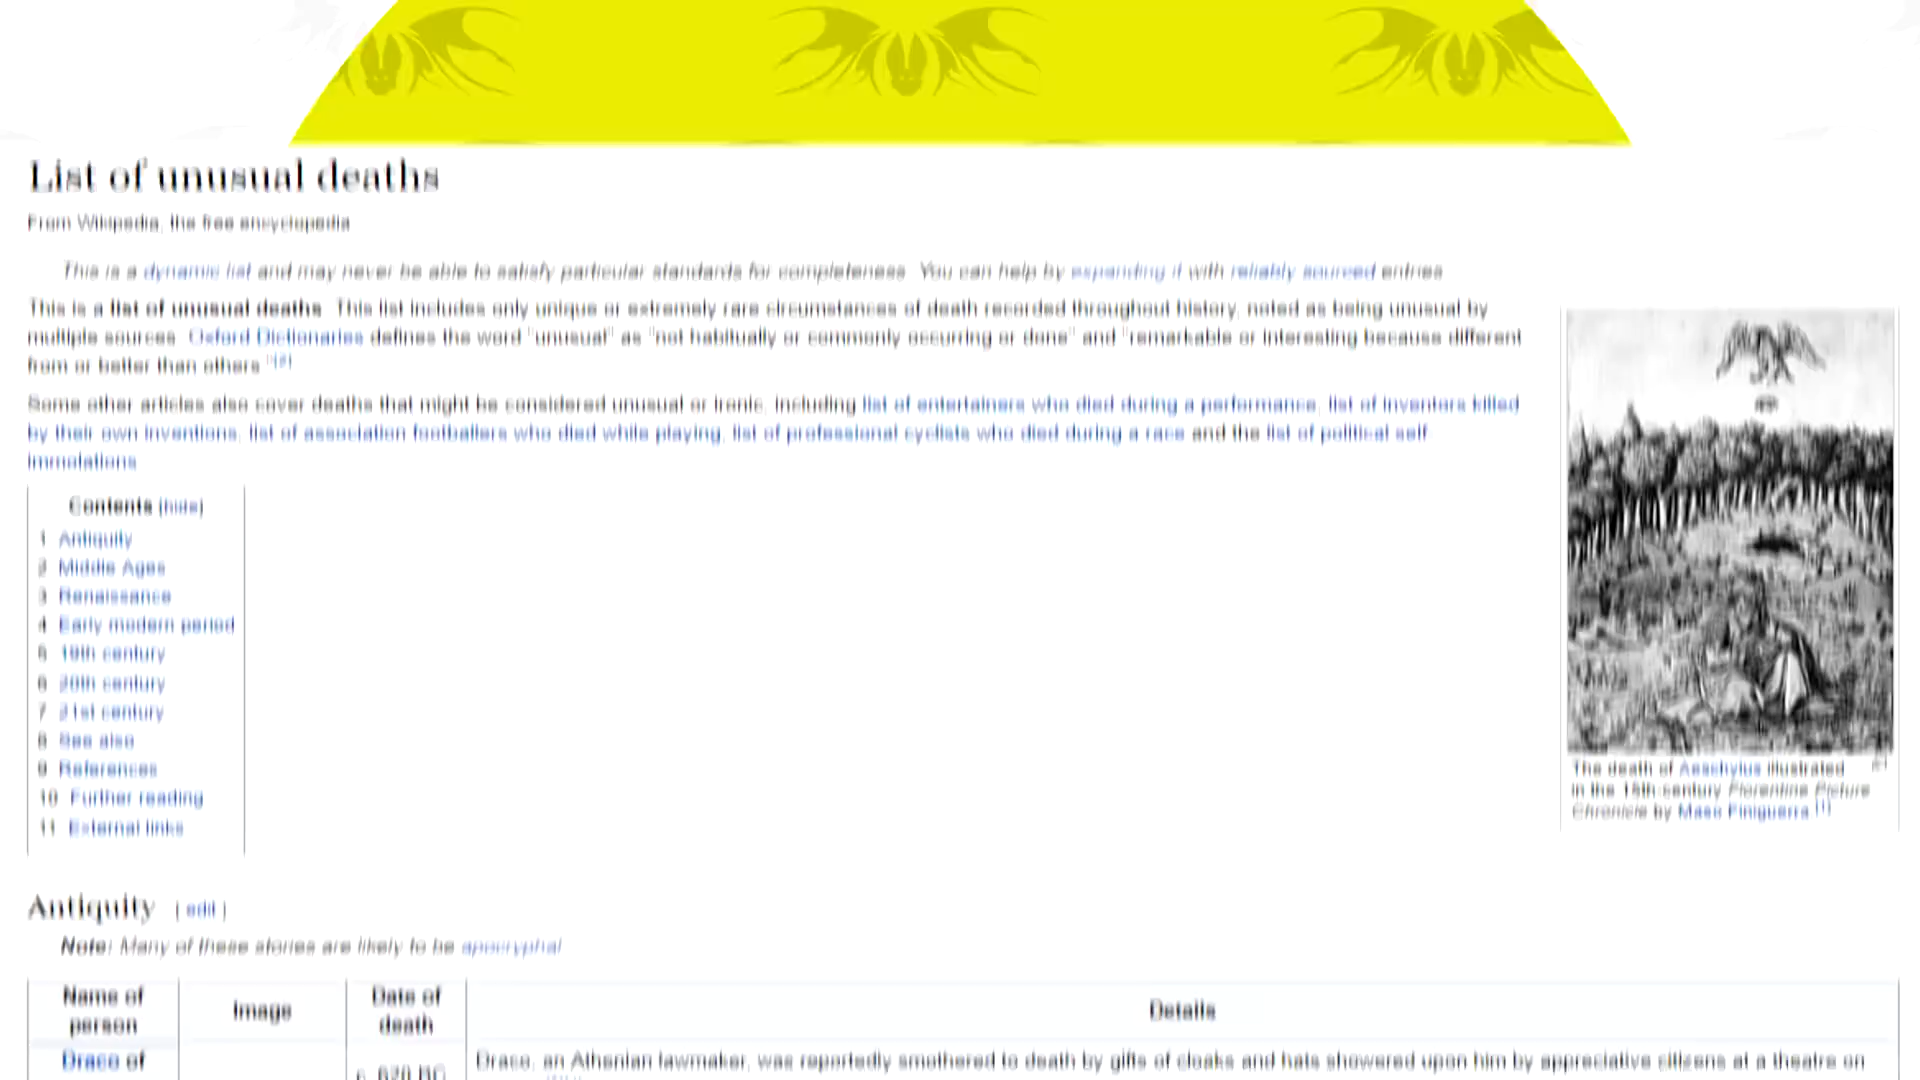 List of unusual deaths
From Wikipedia, the free encyclopedia
This is a dynamic list and may never be able to satisfy particular standards for completeness. You can help by expanding it with reliably sourced entries.
This is a list of unusual deaths. This list includes only unique or extremely rare circumstances of death recorded throughout history, noted as being unusual by
multiple sources. Oxford Dictionaries defines the word "unusual" as "not habitually or commonly occurring or done" and "remarkable or interesting because different
from or better than others."[2]
Some other articles also cover deaths that might be considered unusual or ironic, including list of entertainers who died during a performance, list of inventors killed
by their own inventions, list of association footballers who died while playing, list of professional cyclists who died during a race and the list of political self
immolations.
Contents [hide]
1 Antiquity
2 Middle Ages
3 Renaissance
4 Early modern period
5 19th century
6 20th century
7 21st century
8 See also
9 References
10 Further reading
11 External links
The death of Aeschylus illustrated
in the 15th century Florentine Picture
Chronicle by Maso Finiguerra[1]
Antiquity [ edit ]
Note: Many of these stories are likely to be apocryphal
Name of person
Image
Date of death
Details
Draco of
c. 620 BC
Draco, an Athenian lawmaker, was reportedly smothered to death by gifts of cloaks and hats showered upon him by appreciative citizens at a theatre on